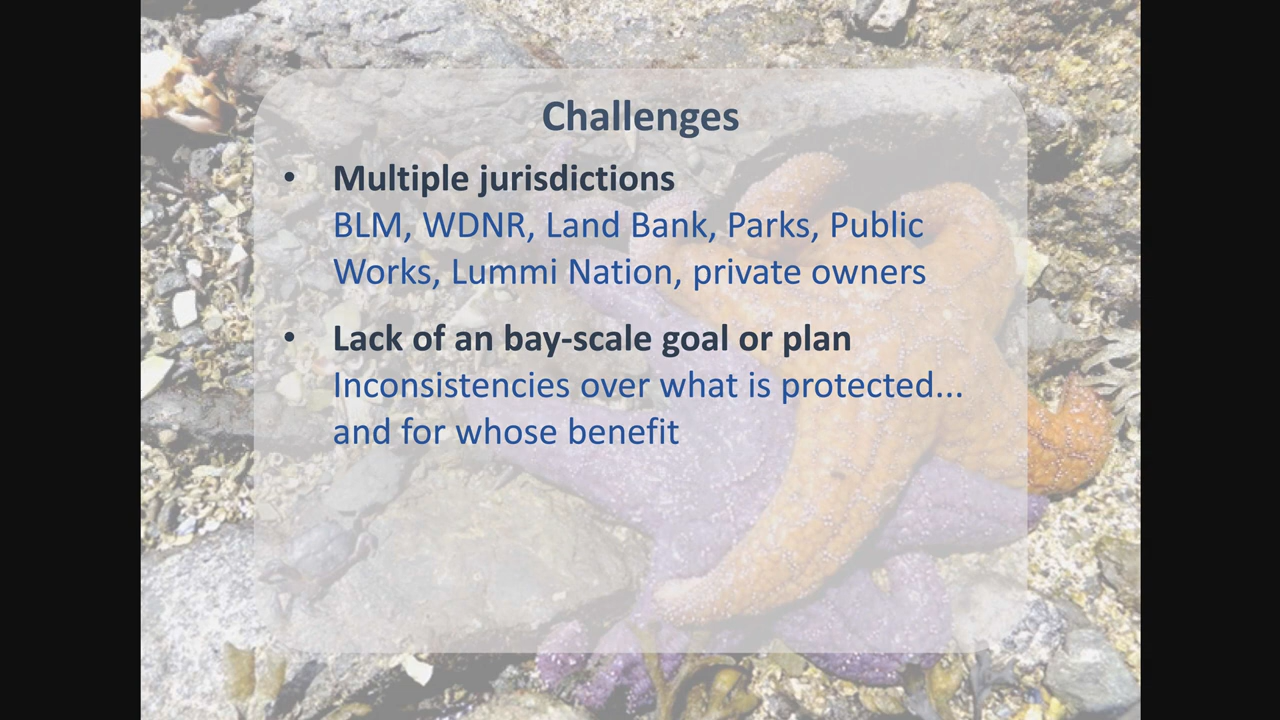 Challenges
• Multiple jurisdictions
BLM, WDNR, Land Bank, Parks, Public
Works, Lummi Nation, private owners
• Lack of an bay-scale goal or plan
Inconsistencies over what is protected...
and for whose benefit